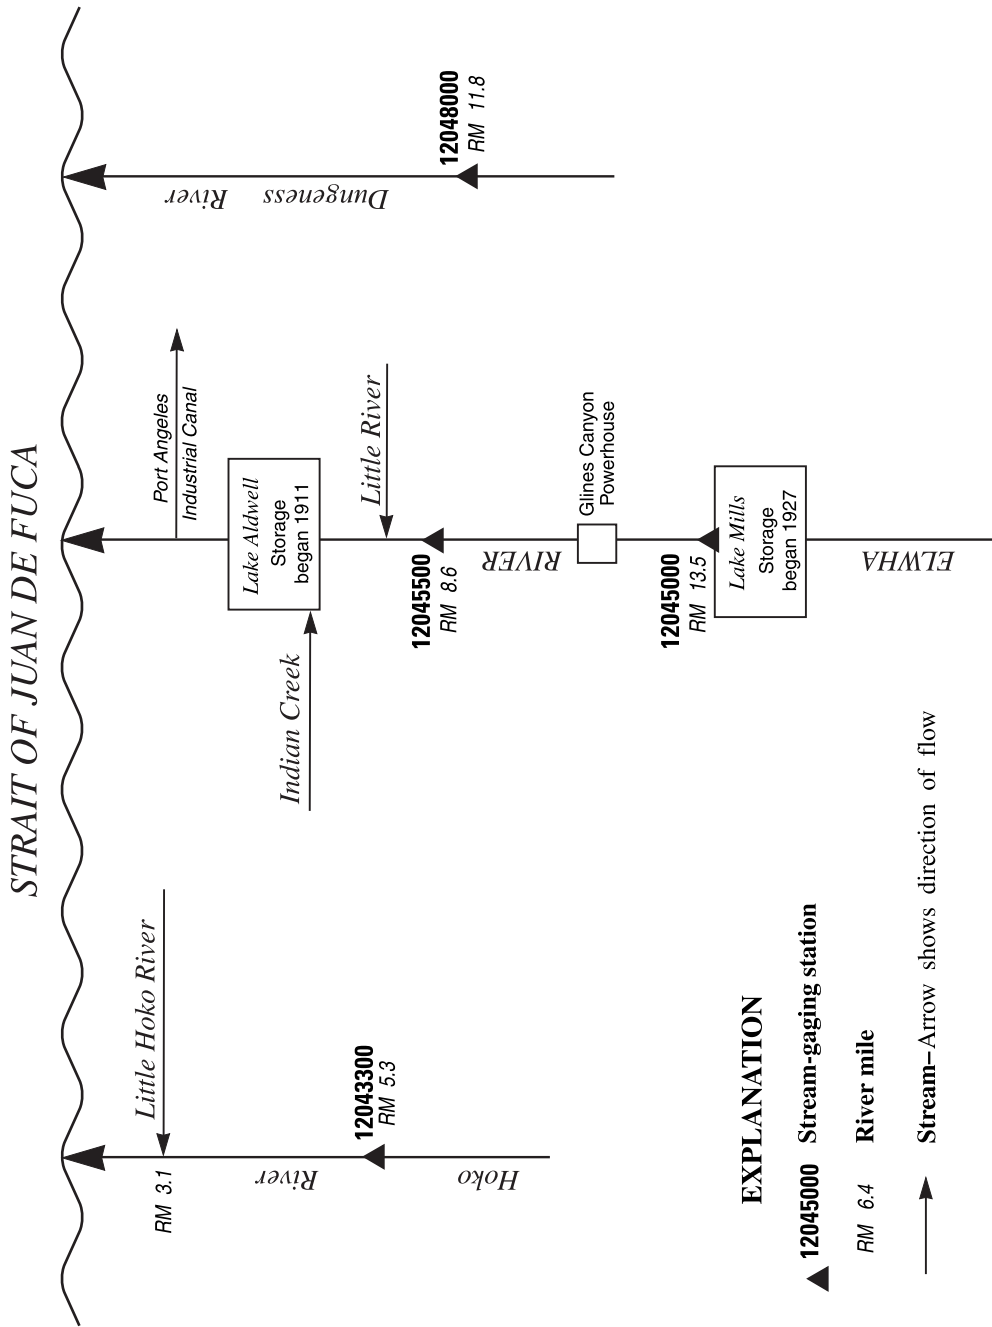 STRAIT OF JUAN DE FUCA
Little Hoko River
RM 3.1
12043300
RM 5.3
Hoko
River
Port Angeles
Industrial Canal
Lake Aldwell
Storage
began 1911
Indian Creek
Little River
12045500
RM 8.6
RIVER
Glines Canyon
Powerhouse
12045000
RM 13.5
Lake Mills
Storage
began 1927
ELWHA
Dungeness
River
12048000
RM 11.8
EXPLANATION
12045000 Stream-gaging station
RM 6.4 River mile
Stream–Arrow shows direction of flow